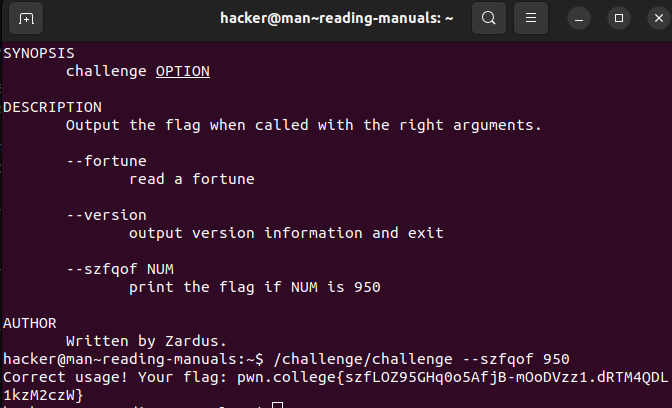 hacker@man~reading-manuals: ~
SYNOPSIS
challenge OPTION
DESCRIPTION
Output the flag when called with the right arguments.
--fortune
read a fortune
--version
output version information and exit
--szfqof NUM
print the flag if NUM is 950
AUTHOR
Written by Zardus.
hacker@man~reading-manuals:~$ /challenge/challenge --szfqof 950
Correct usage! Your flag: pwn.college{szfLOZ95GHq0o5AfjB-mOoDVzz1.dRTM4QDL
1kzM2czW}